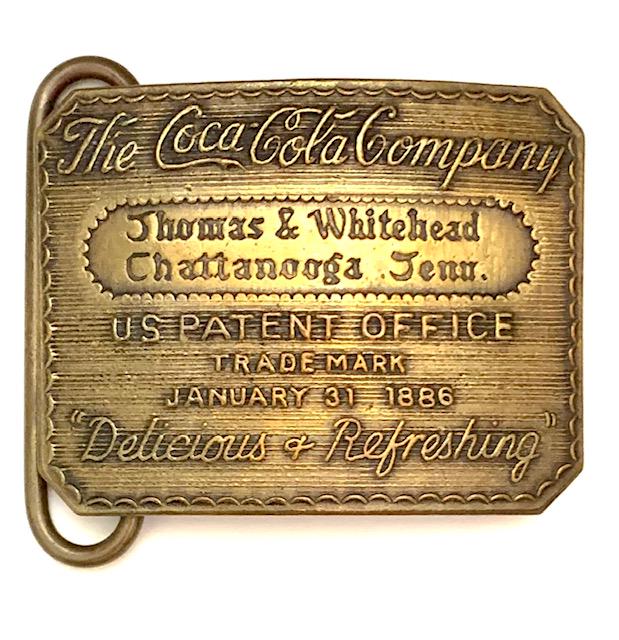 The Coca-Cola Company
Thomas & Whitehead
Chattanooga Tenn.
US PATENT OFFICE
TRADE MARK
JANUARY 31 1886
"Delicious & Refreshing"